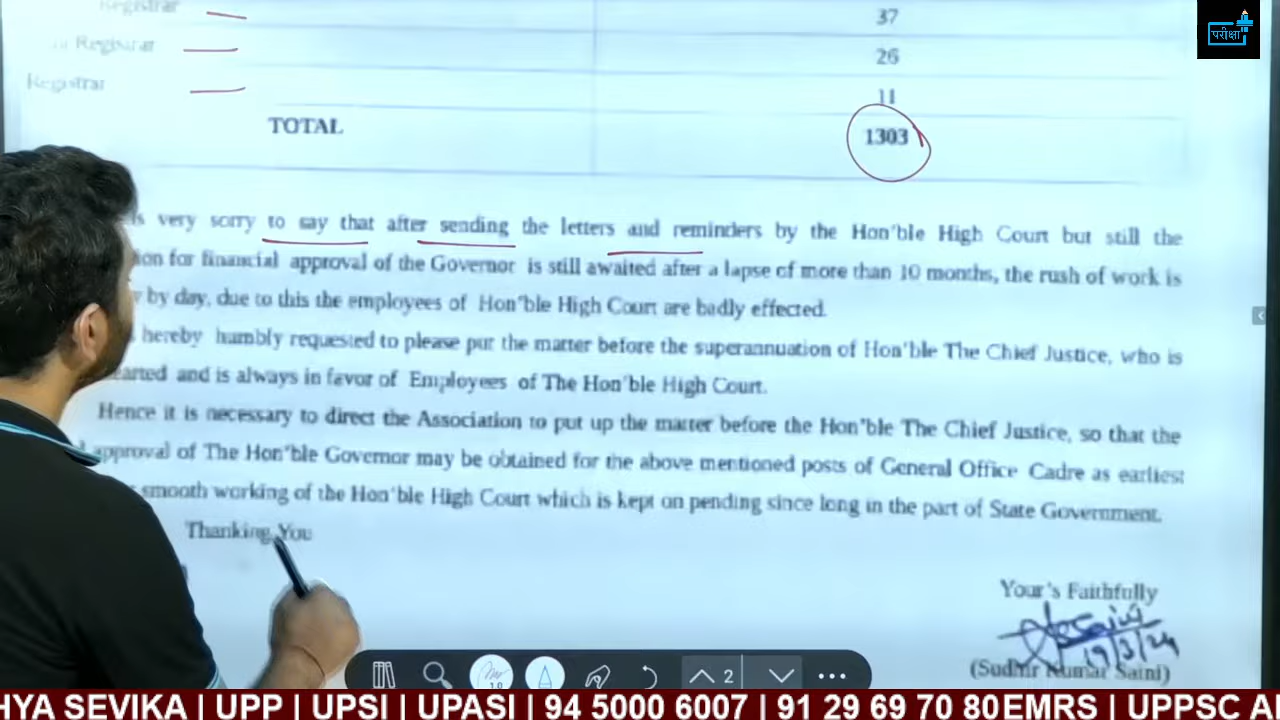 Registrar 37
परीक्षा
Registrar 26
Registrar 11
TOTAL 1303
very sorry to say that after sending the letters and reminders by the Hon'ble High Court but still the
for financial approval of the Governor is still awaited after a lapse of more than 10 months, the rush of work is
by day, due to this the employees of Hon'ble High Court are badly effected.
hereby humbly requested to please put the matter before the superannuation of Hon'ble The Chief Justice, who is
and is always in favor of Employees of The Hon'ble High Court.
Hence it is necessary to direct the Association to put up the matter before the Hon'ble The Chief Justice, so that the
approval of The Hon'ble Governor may be obtained for the above mentioned posts of General Office Cadre as earliest
smooth working of the Hon'ble High Court which is kept on pending since long in the part of State Government.
Thanking You
Your's Faithfully
19/3/24
(Sudhir Kumar Saini)
2
HYA SEVIKA | UPP | UPSI | UPASI | 94 5000 6007 | 91 29 69 70 80 EMRS | UPPSC A